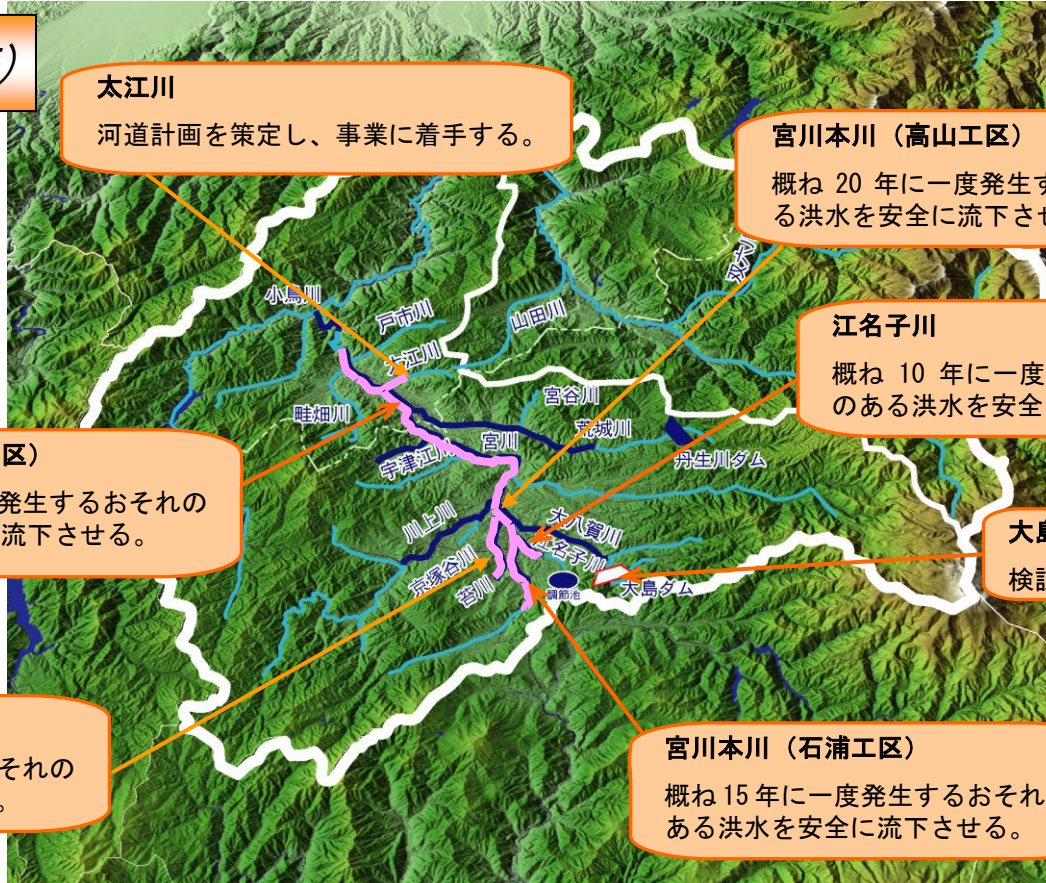 太江川
河道計画を策定し、事業に着手する。
宮川本川（高山工区）
概ね 20 年に一度発生す
る洪水を安全に流下させ
双六川
小鳥川
戸市川
山田川
太江川
江名子川
概ね 10 年に一度
のある洪水を安全
畦畑川
宮谷川
荒城川
宮川
宇津江川
丹生川ダム
区）
発生するおそれの
流下させる。
川上川
大八賀川
江名子川
京塚谷川
苔川
調節池
大島ダム
大島
検討
それの
。
宮川本川（石浦工区）
概ね 15 年に一度発生するおそれ
ある洪水を安全に流下させる。